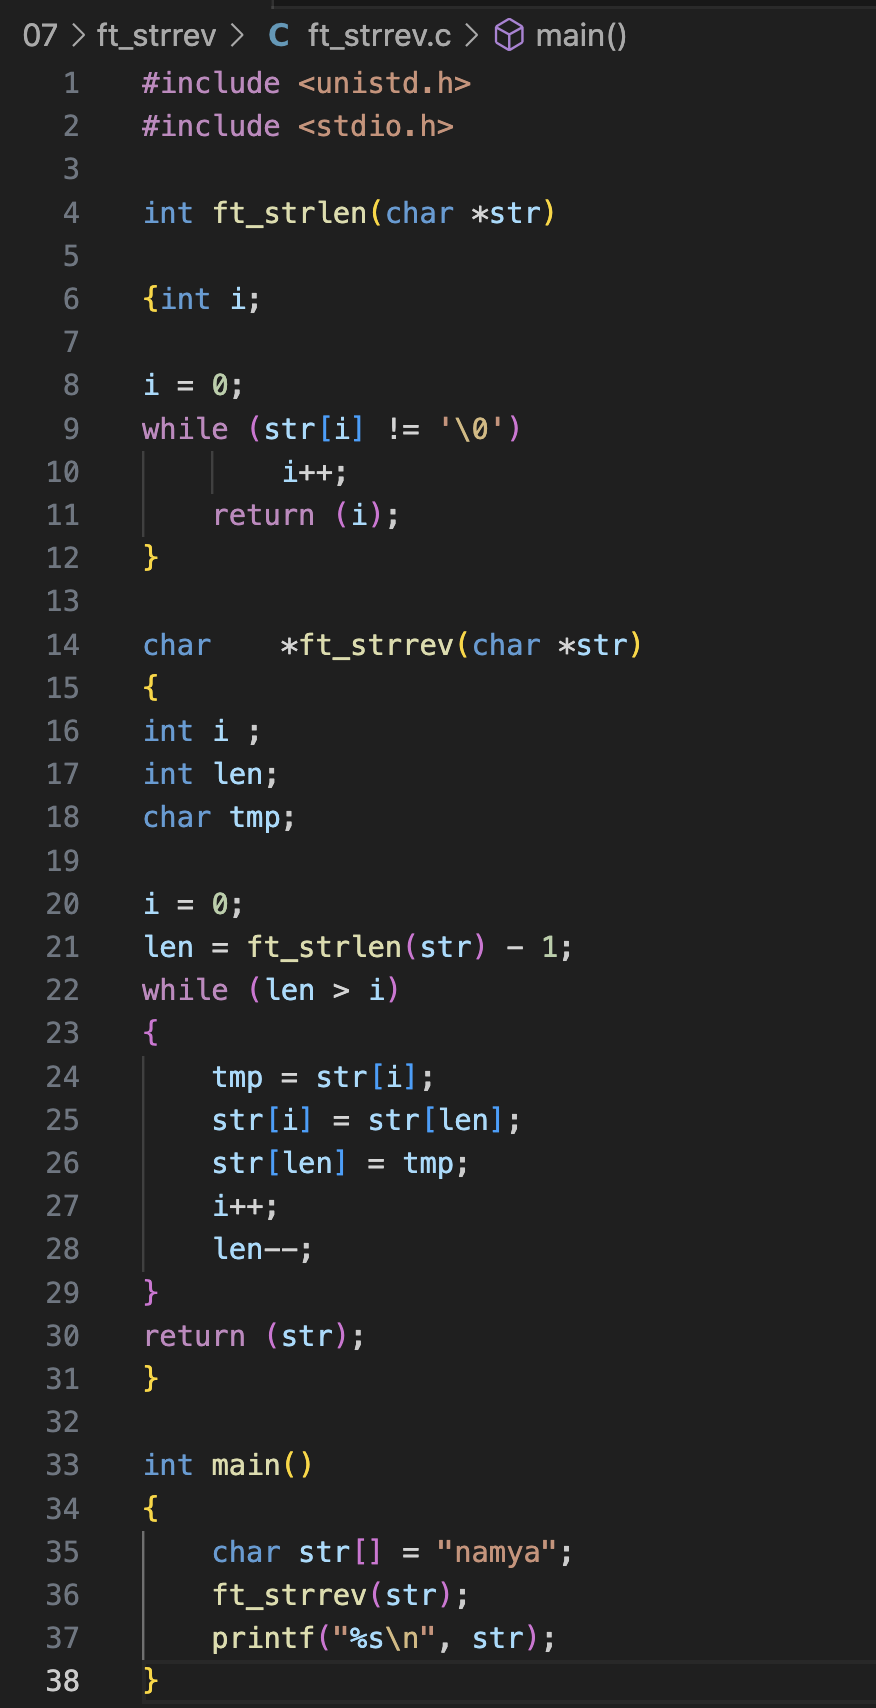 07 > ft_strrev > C ft_strrev.c > main()
1 #include <unistd.h>
2 #include <stdio.h>
3
4 int ft_strlen(char *str)
5
6 {int i;
7
8 i = 0;
9 while (str[i] != '\0')
10         i++;
11     return (i);
12 }
13
14 char    *ft_strrev(char *str)
15 {
16 int i ;
17 int len;
18 char tmp;
19
20 i = 0;
21 len = ft_strlen(str) - 1;
22 while (len > i)
23 {
24     tmp = str[i];
25     str[i] = str[len];
26     str[len] = tmp;
27     i++;
28     len--;
29 }
30 return (str);
31 }
32
33 int main()
34 {
35     char str[] = "namya";
36     ft_strrev(str);
37     printf("%s\n", str);
38 }